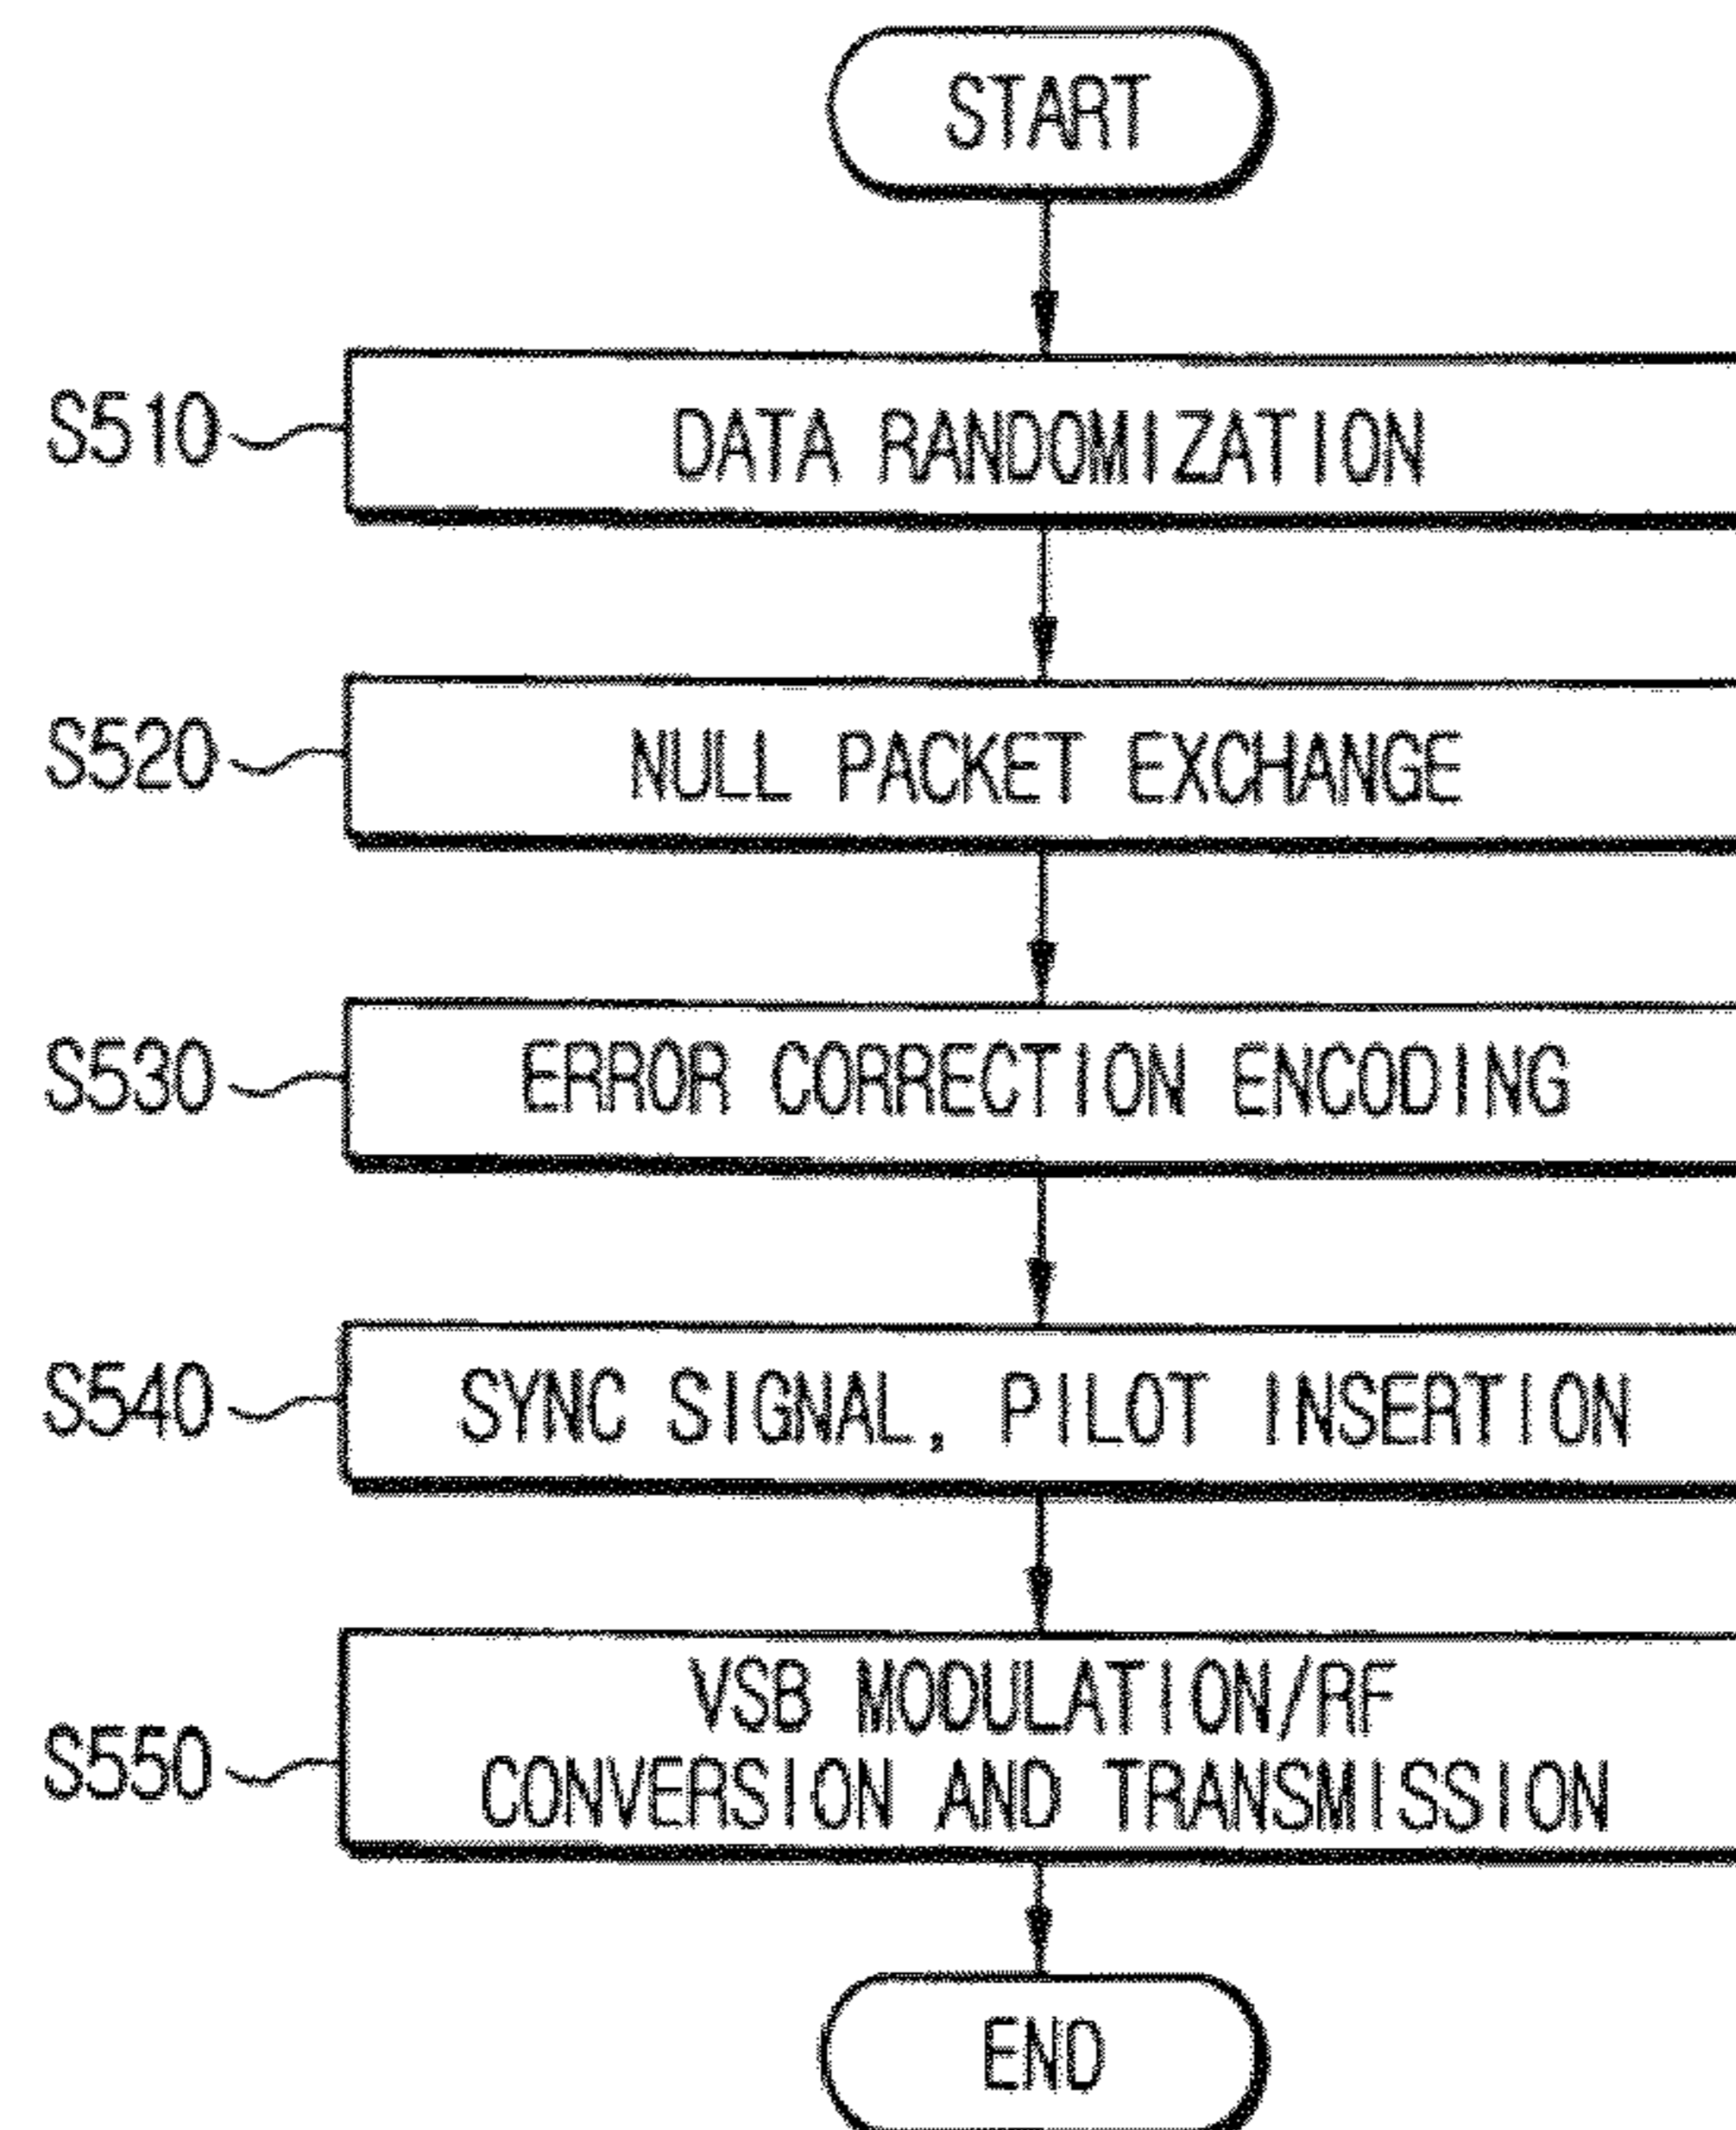 START
S510
DATA RANDOMIZATION
S520
NULL PACKET EXCHANGE
S530
ERROR CORRECTION ENCODING
S540
SYNC SIGNAL, PILOT INSERTION
S550
VSB MODULATION/RF
CONVERSION AND TRANSMISSION
END